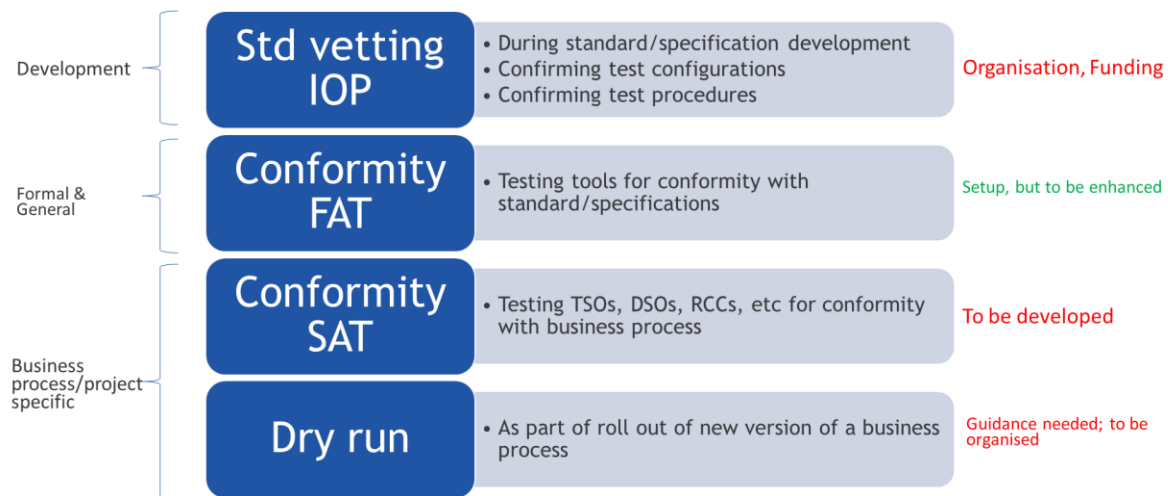 Development
Std vetting
IOP
• During standard/specification development
• Confirming test configurations
• Confirming test procedures
Organisation, Funding
Formal &
General
Conformity
FAT
• Testing tools for conformity with
standard/specifications
Setup, but to be enhanced
Business
process/project
specific
Conformity
SAT
• Testing TSOs, DSOs, RCCs, etc for conformity
with business process
To be developed
Dry run
• As part of roll out of new version of a business
process
Guidance needed; to be
organised